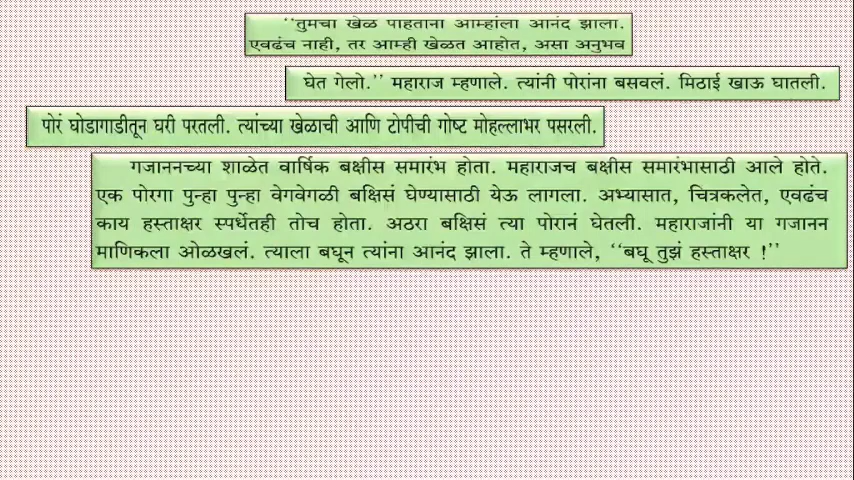 ‘‘तुमचा खेळ पाहताना आम्हांला आनंद झाला.
एवढंच नाही, तर आम्ही खेळत आहोत, असा अनुभव
घेत गेलो.’’ महाराज म्हणाले. त्यांनी पोरांना बसवलं. मिठाई खाऊ घातली.
पोरं घोडागाडीतून घरी परतली. त्यांच्या खेळाची आणि टोपीची गोष्ट मोहल्लाभर पसरली.
गजाननच्या शाळेत वार्षिक बक्षीस समारंभ होता. महाराजच बक्षीस समारंभासाठी आले होते.
एक पोरगा पुन्हा पुन्हा वेगवेगळी बक्षिसं घेण्यासाठी येऊ लागला. अभ्यासात, चित्रकलेत, एवढंच
काय हस्ताक्षर स्पर्धेतही तोच होता. अठरा बक्षिसं त्या पोरानं घेतली. महाराजांनी या गजानन
माणिकला ओळखलं. त्याला बघून त्यांना आनंद झाला. ते म्हणाले, ‘‘बघू तुझं हस्ताक्षर !’’